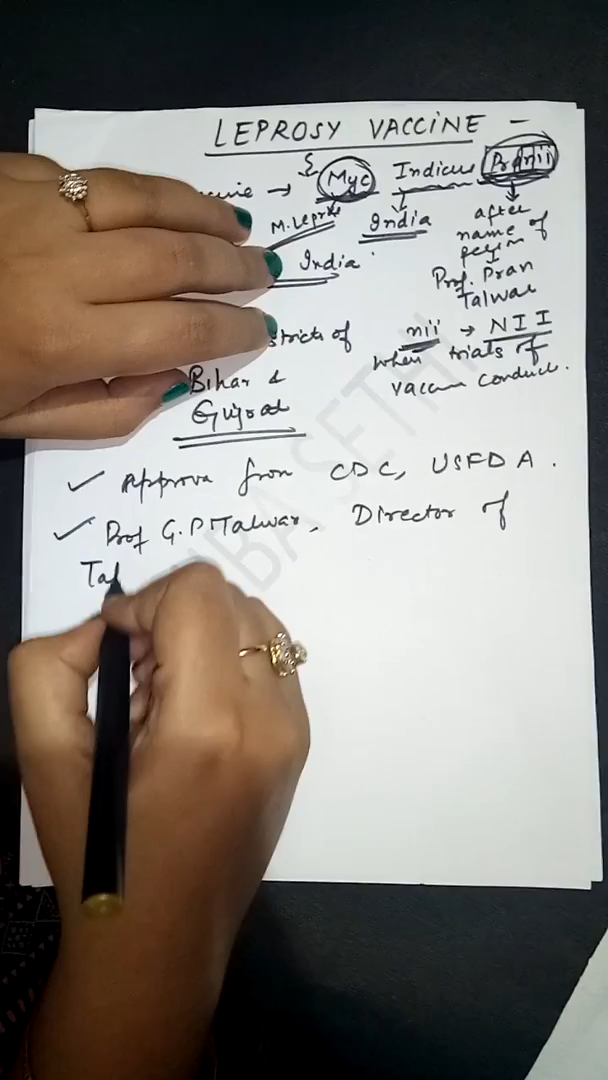 LEPROSY VACCINE -
→ Myc Indicus Pranii
M. Leprae India after
name of
India person
Prof. Pran
Talwar
stricts of nii → NII
Bihar & when trials of
Gujrat vaccine conduct.
✓ Approva from CDC, USFDA.
✓ Prof G.P. Talwar, Director of
Tal